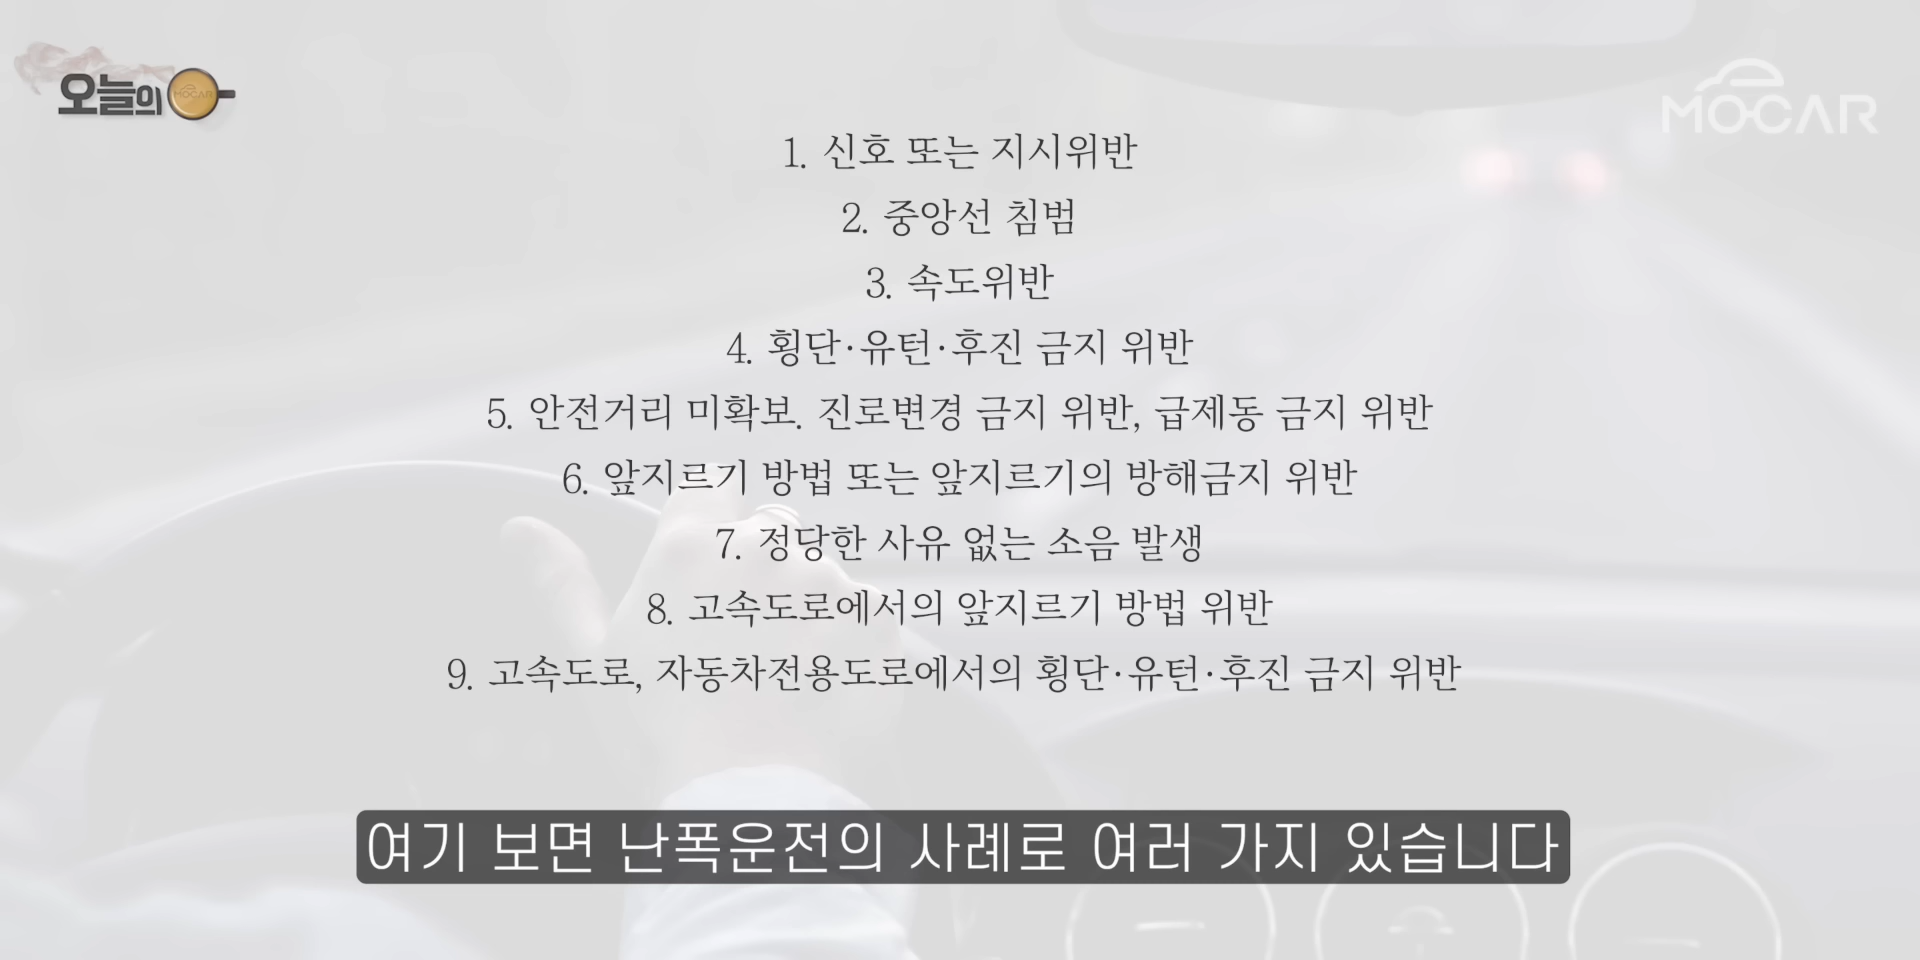 오늘의
MOCAR
MOCAR
1. 신호 또는 지시위반
2. 중앙선 침범
3. 속도위반
4. 횡단·유턴·후진 금지 위반
5. 안전거리 미확보. 진로변경 금지 위반, 급제동 금지 위반
6. 앞지르기 방법 또는 앞지르기의 방해금지 위반
7. 정당한 사유 없는 소음 발생
8. 고속도로에서의 앞지르기 방법 위반
9. 고속도로, 자동차전용도로에서의 횡단·유턴·후진 금지 위반
여기 보면 난폭운전의 사례로 여러 가지 있습니다